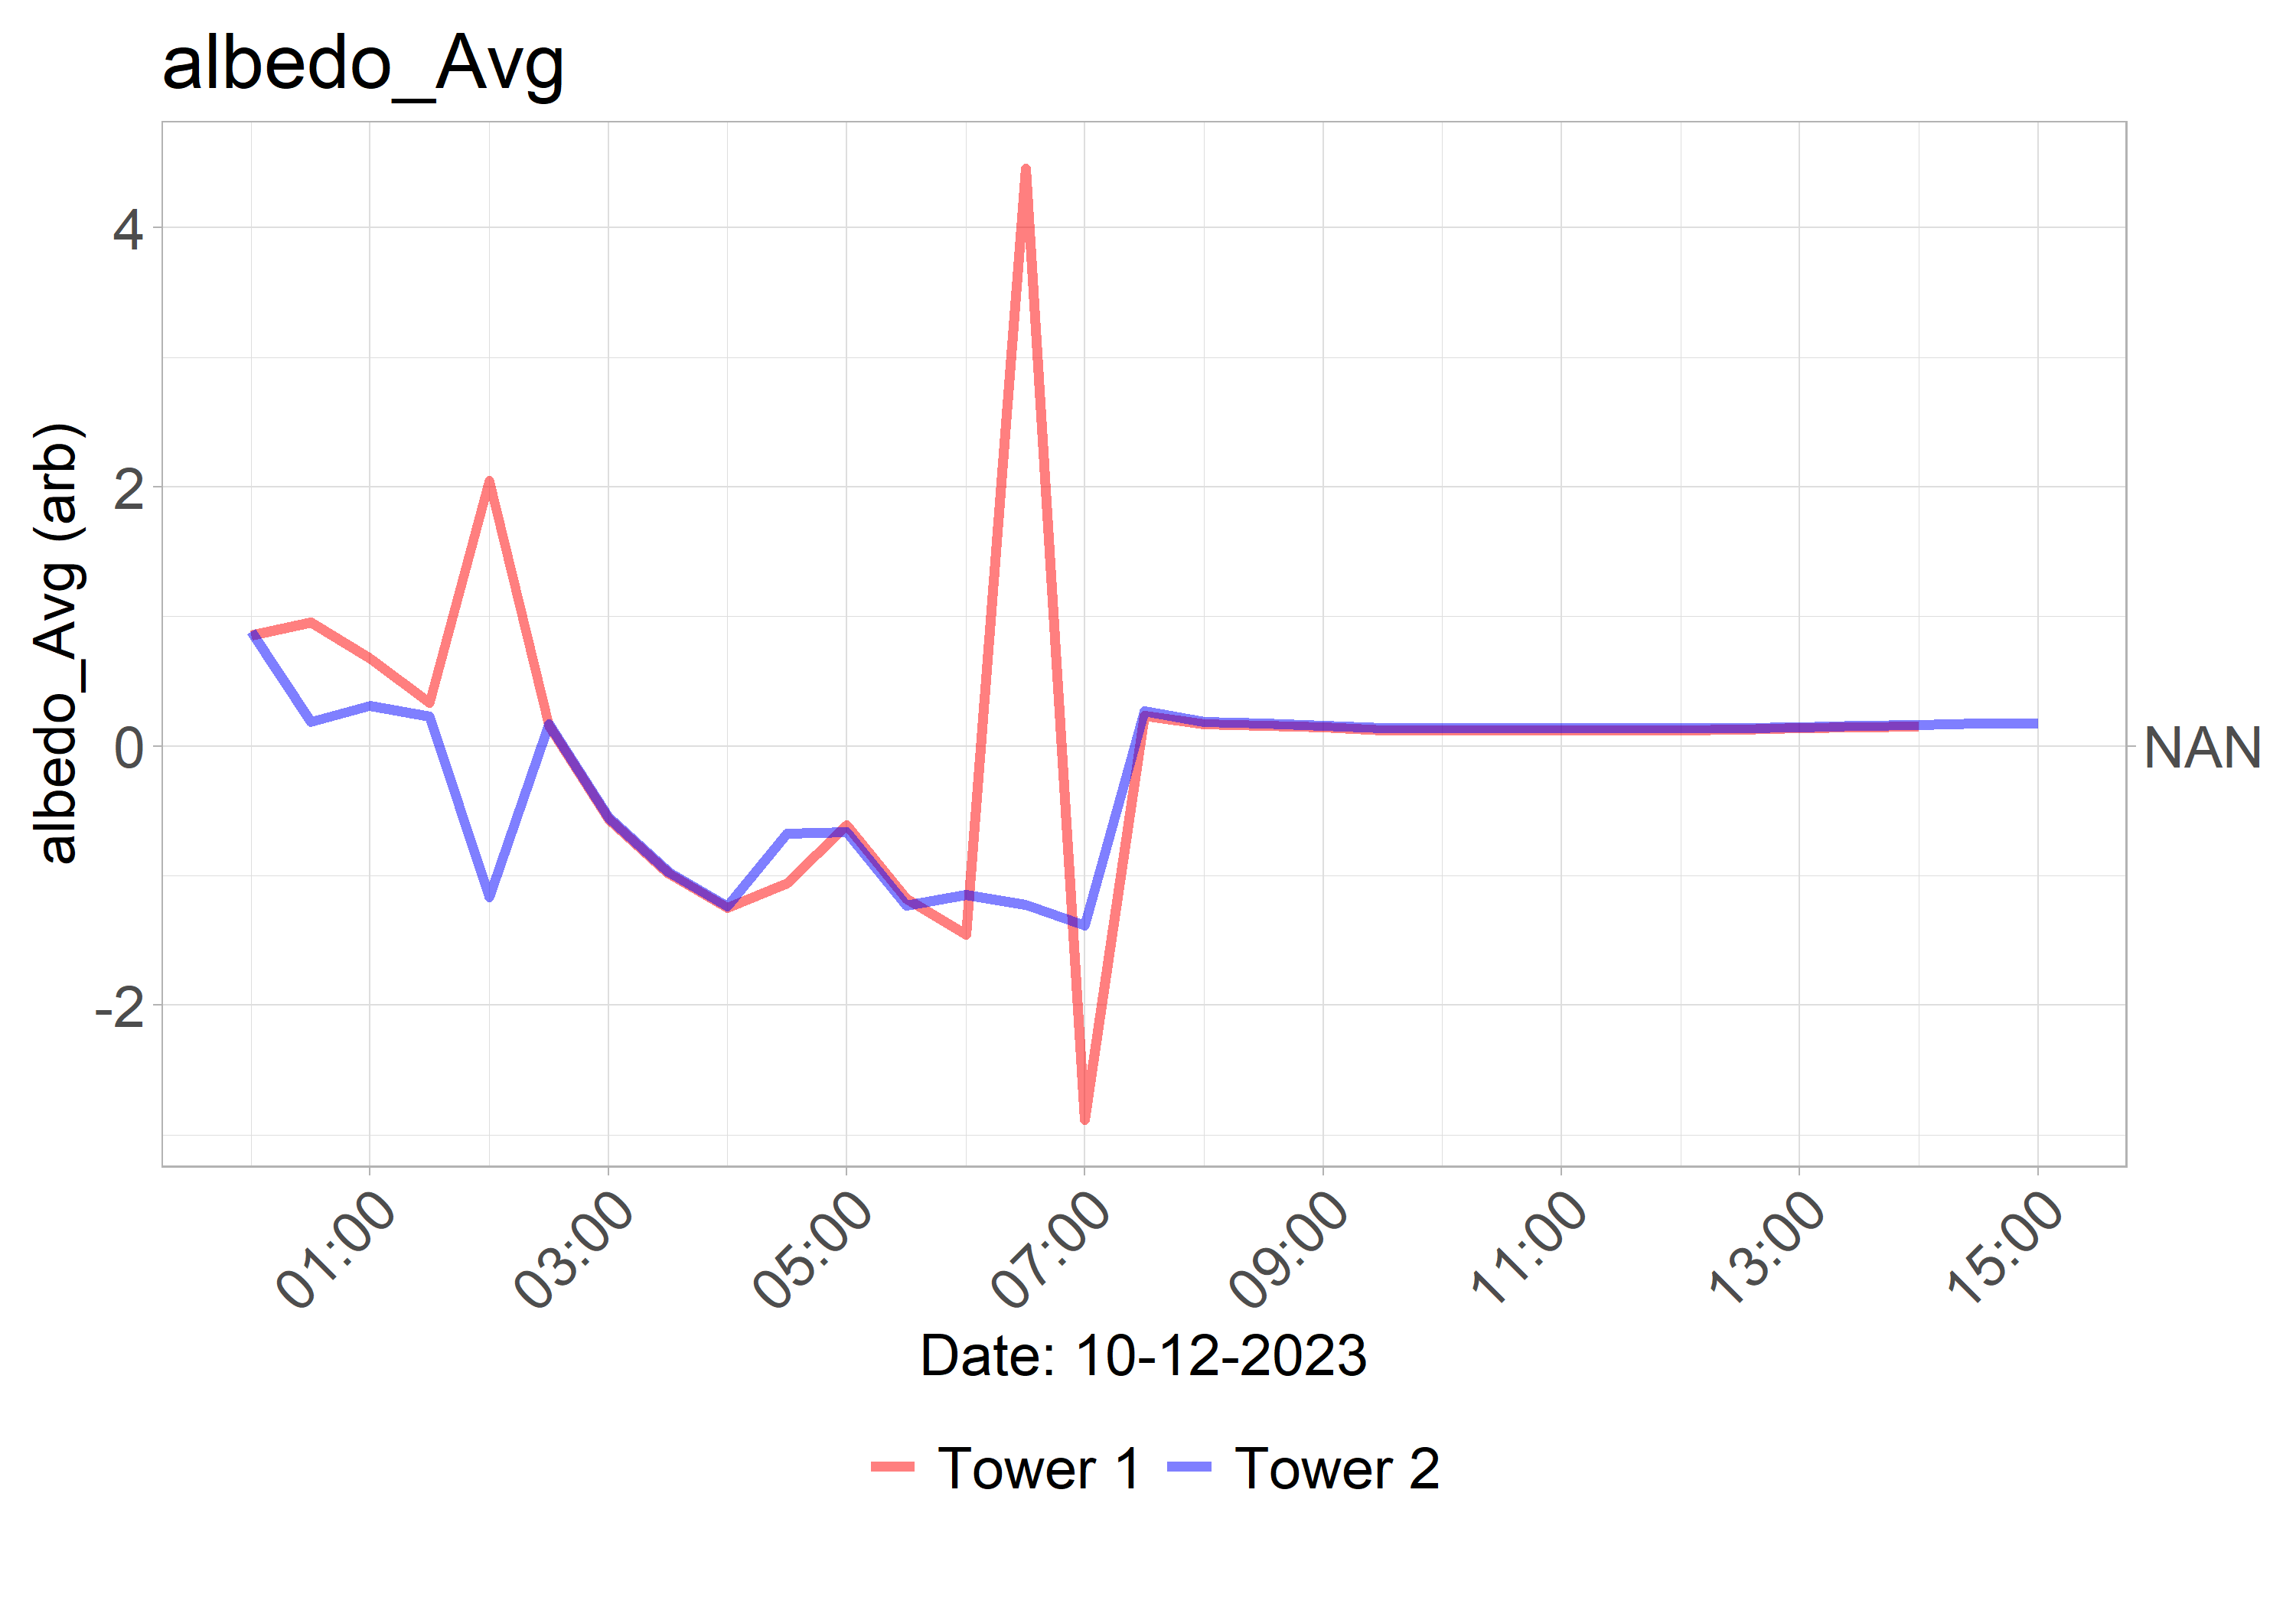 albedo_Avg
albedo_Avg (arb)
4
2
0
-2
NAN
01:00
03:00
05:00
07:00
09:00
11:00
13:00
15:00
Date: 10-12-2023
Tower 1
Tower 2